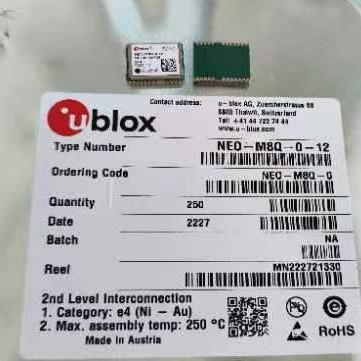 ublox
Contact address:
u-blox AG, Zuercherstrasse 68
8800 Thalwil, Switzerland
Tell: +41 44 722 74 44
www.u-blox.com
ublox
Type Number
NEO-M8Q-0-12
Ordering Code
NEO-M8Q-0
Quantity
250
Date
2227
Batch
NA
Reel
MN222721330
2nd Level Interconnection
1. Category: e4 (Ni - Au)
2. Max. assembly temp: 250 °C
Made in Austria
e
RoHS